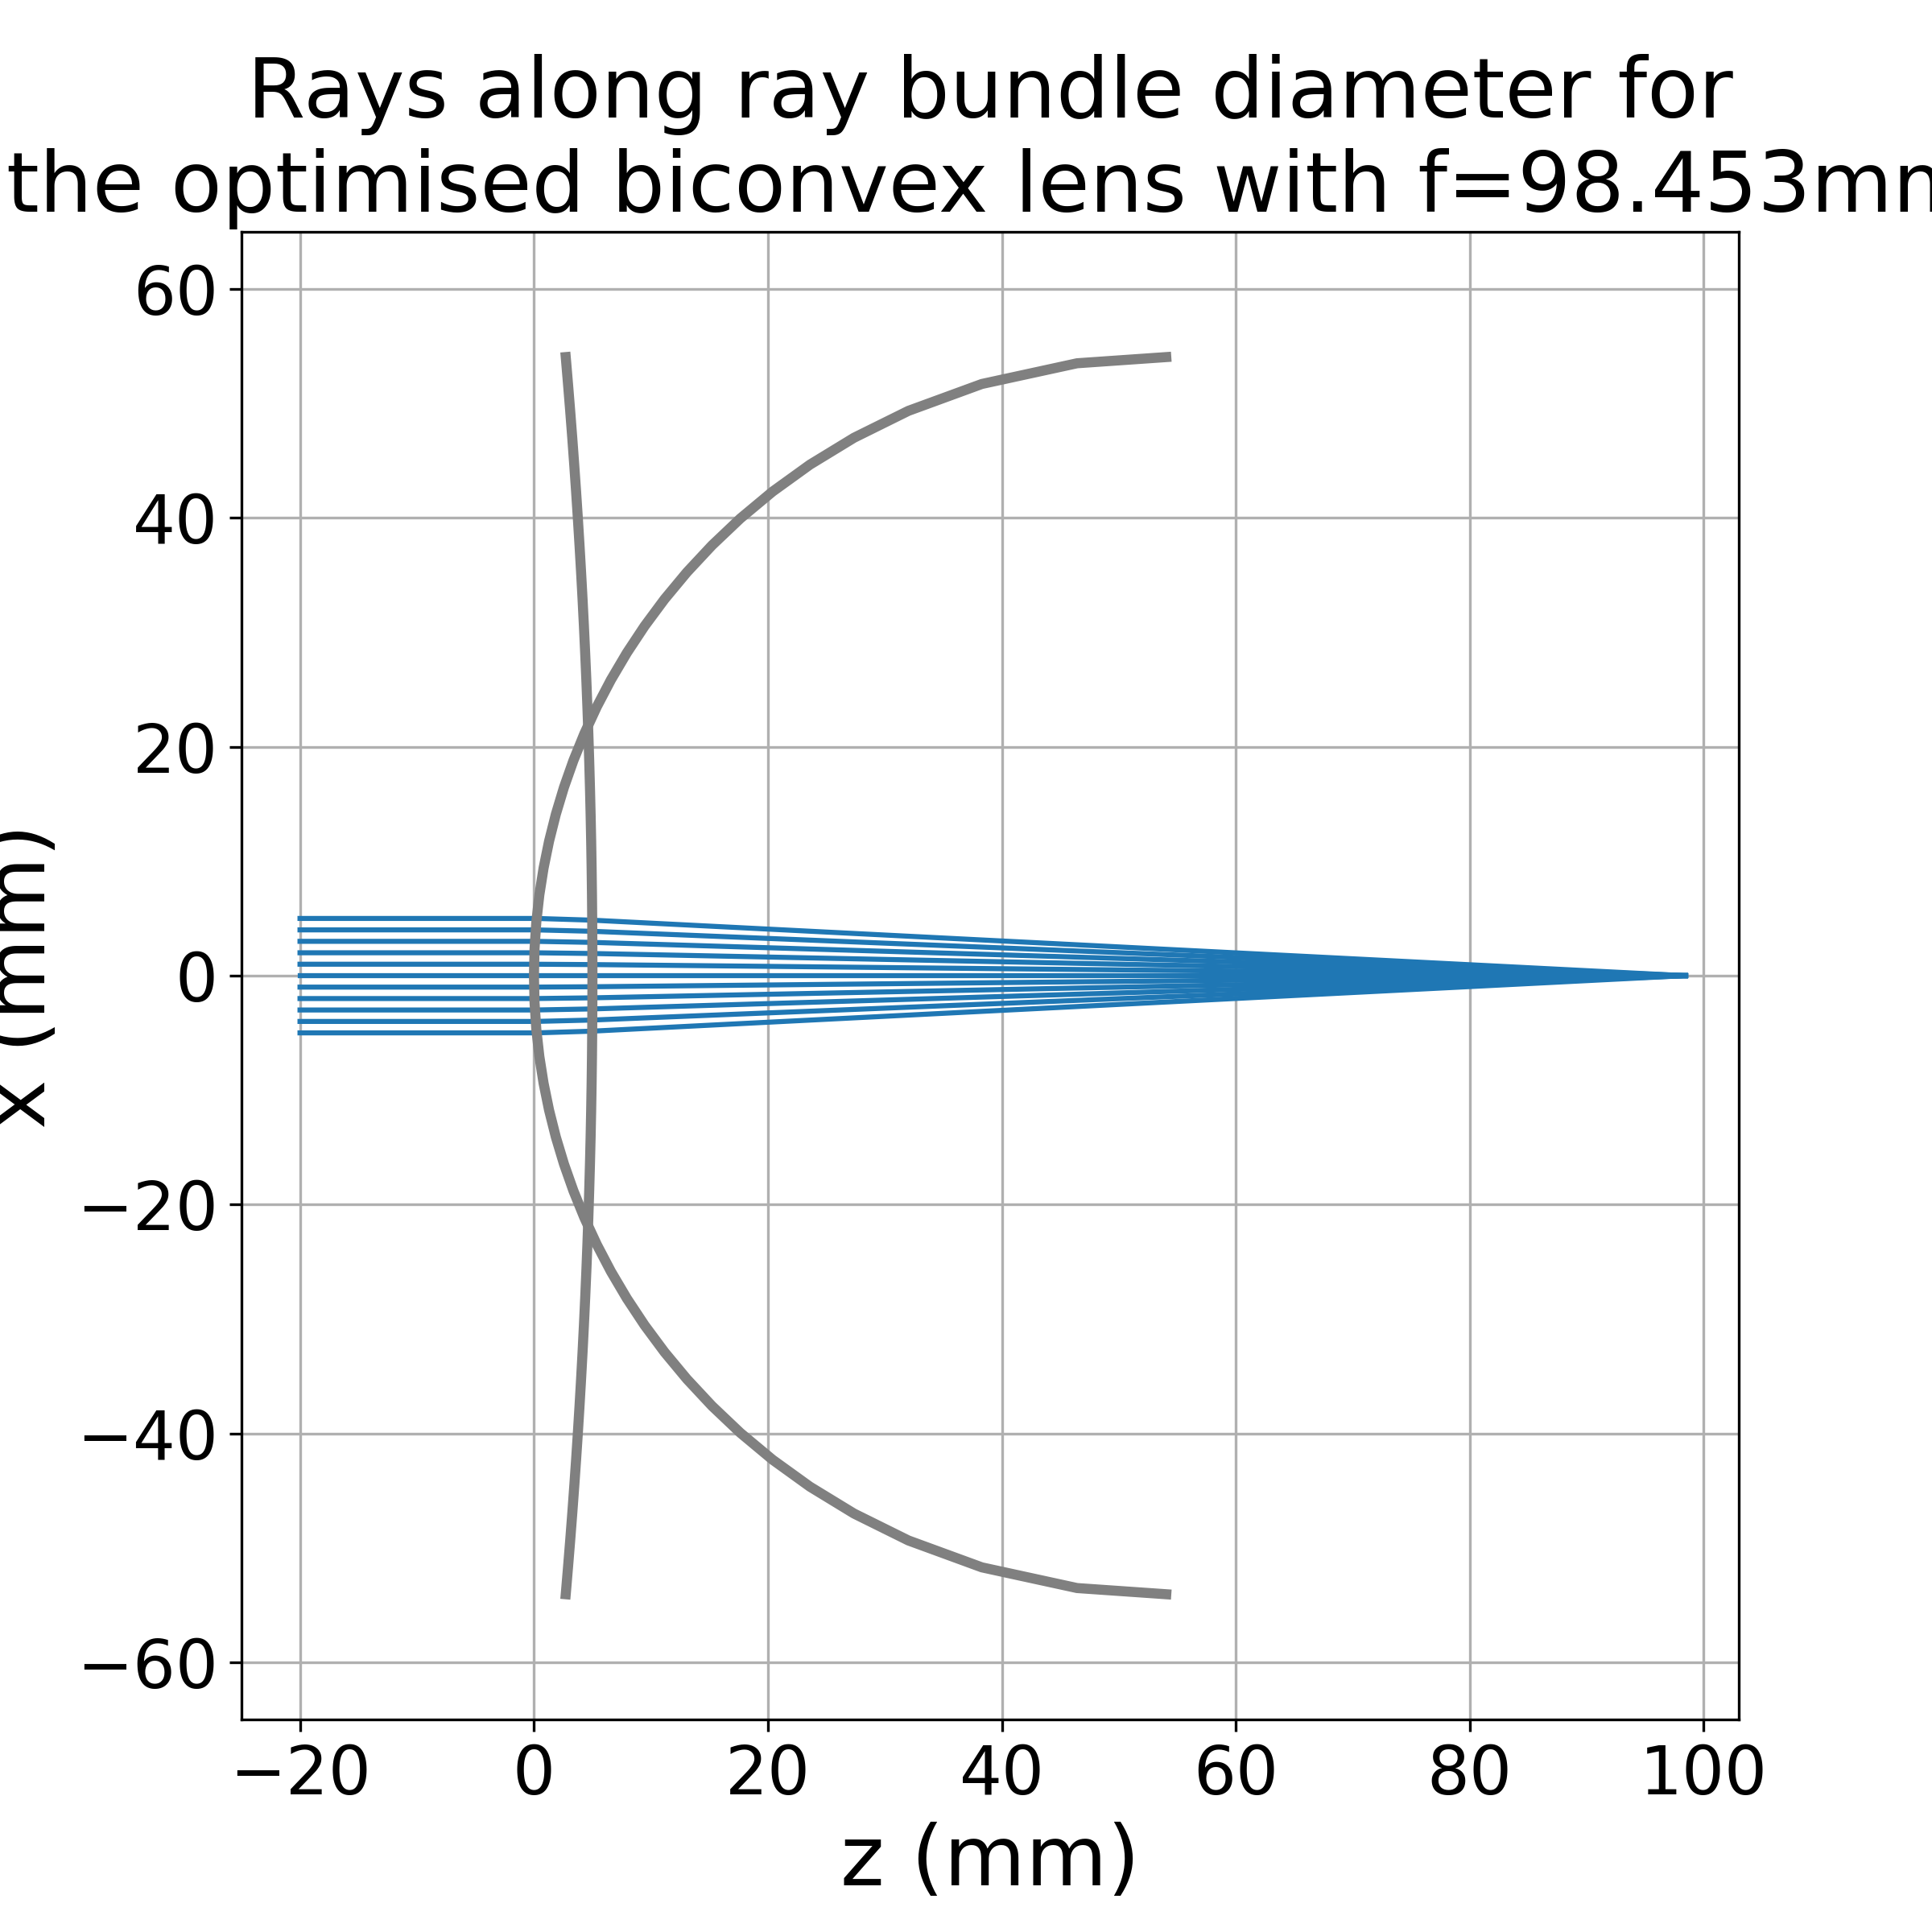 Rays along ray bundle diameter for
the optimised biconvex lens with f=98.453mm
60
40
20
0
−20
−40
−60
x (mm)
−20 0 20 40 60 80 100
z (mm)